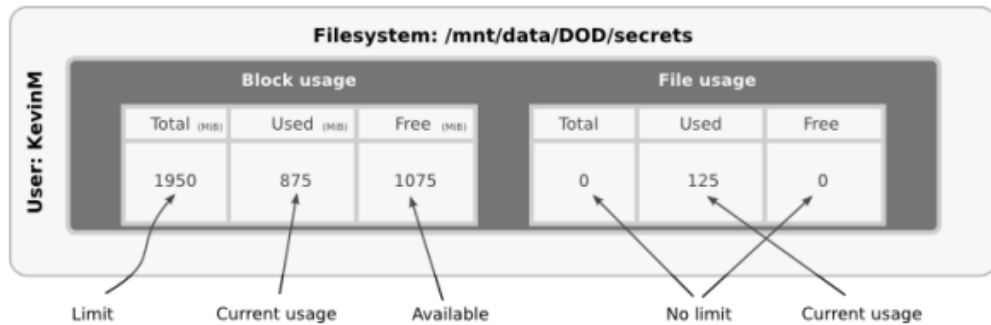 Filesystem: /mnt/data/DOD/secrets
User: KevinM
Block usage File usage
Total (MiB) Used (MiB) Free (MiB) Total Used Free
1950 875 1075 0 125 0
Limit Current usage Available No limit Current usage